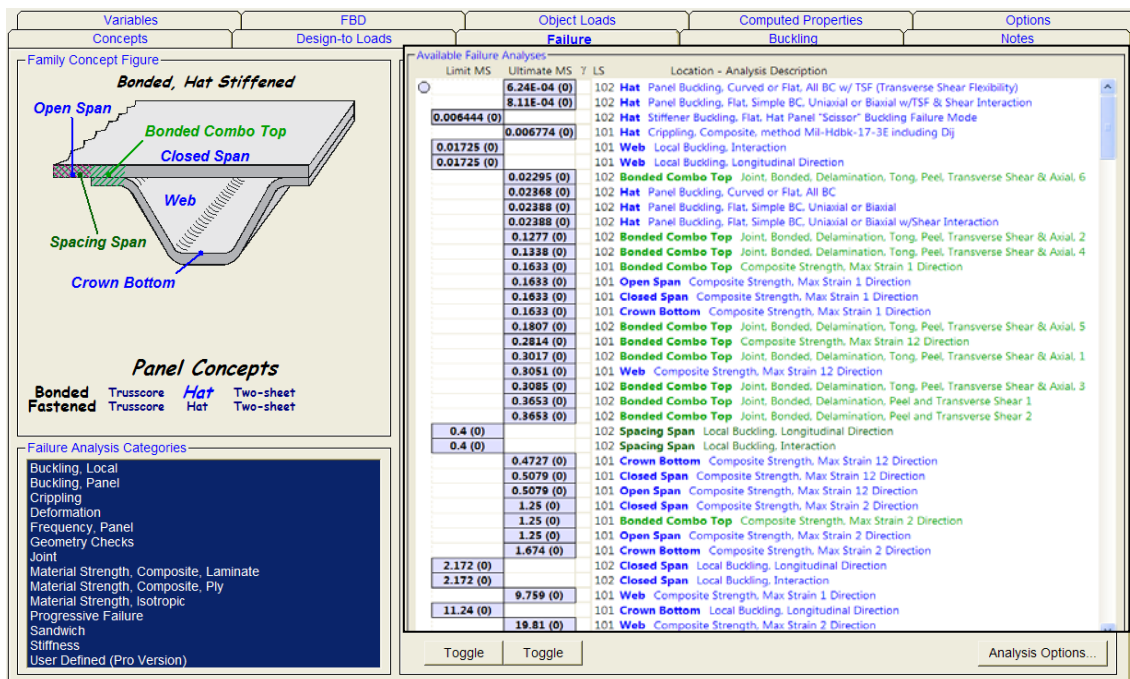 Variables FBD Object Loads Computed Properties Options
Concepts Design-to Loads Failure Buckling Notes
Family Concept Figure
Bonded, Hat Stiffened
Open Span
Bonded Combo Top
Closed Span
Web
Spacing Span
Crown Bottom
Panel Concepts
Bonded Trusscore Hat Two-sheet
Fastened Trusscore Hat Two-sheet
Failure Analysis Categories
Buckling, Local
Buckling, Panel
Crippling
Deformation
Frequency, Panel
Geometry Checks
Joint
Material Strength, Composite, Laminate
Material Strength, Composite, Ply
Material Strength, Isotropic
Progressive Failure
Sandwich
Stiffness
User Defined (Pro Version)
Available Failure Analyses
Limit MS Ultimate MS ? LS Location - Analysis Description
6.24E-04 (0) 102 Hat Panel Buckling, Curved or Flat, All BC w/ TSF (Transverse Shear Flexibility)
8.11E-04 (0) 102 Hat Panel Buckling, Flat, Simple BC, Uniaxial or Biaxial w/TSF & Shear Interaction
0.006444 (0) 102 Hat Stiffener Buckling, Flat, Hat Panel "Scissor" Buckling Failure Mode
0.006774 (0) 101 Hat Crippling, Composite, method Mil-Hdbk-17-3E including Dij
0.01725 (0) 101 Web Local Buckling, Interaction
0.01725 (0) 101 Web Local Buckling, Longitudinal Direction
0.02295 (0) 102 Bonded Combo Top Joint, Bonded, Delamination, Tong, Peel, Transverse Shear & Axial, 6
0.02368 (0) 102 Hat Panel Buckling, Curved or Flat, All BC
0.02388 (0) 102 Hat Panel Buckling, Flat, Simple BC, Uniaxial or Biaxial
0.02388 (0) 102 Hat Panel Buckling, Flat, Simple BC, Uniaxial or Biaxial w/Shear Interaction
0.1277 (0) 102 Bonded Combo Top Joint, Bonded, Delamination, Tong, Peel, Transverse Shear & Axial, 2
0.1338 (0) 102 Bonded Combo Top Joint, Bonded, Delamination, Tong, Peel, Transverse Shear & Axial, 4
0.1633 (0) 101 Bonded Combo Top Composite Strength, Max Strain 1 Direction
0.1633 (0) 101 Open Span Composite Strength, Max Strain 1 Direction
0.1633 (0) 101 Closed Span Composite Strength, Max Strain 1 Direction
0.1633 (0) 101 Crown Bottom Composite Strength, Max Strain 1 Direction
0.1807 (0) 102 Bonded Combo Top Joint, Bonded, Delamination, Tong, Peel, Transverse Shear & Axial, 5
0.2814 (0) 101 Bonded Combo Top Composite Strength, Max Strain 12 Direction
0.3017 (0) 102 Bonded Combo Top Joint, Bonded, Delamination, Tong, Peel, Transverse Shear & Axial, 1
0.3051 (0) 101 Web Composite Strength, Max Strain 12 Direction
0.3085 (0) 102 Bonded Combo Top Joint, Bonded, Delamination, Tong, Peel, Transverse Shear & Axial, 3
0.3653 (0) 102 Bonded Combo Top Joint, Bonded, Delamination, Peel and Transverse Shear 1
0.3653 (0) 102 Bonded Combo Top Joint, Bonded, Delamination, Peel and Transverse Shear 2
0.4 (0) 102 Spacing Span Local Buckling, Longitudinal Direction
0.4 (0) 102 Spacing Span Local Buckling, Interaction
0.4727 (0) 101 Crown Bottom Composite Strength, Max Strain 12 Direction
0.5079 (0) 101 Closed Span Composite Strength, Max Strain 12 Direction
0.5079 (0) 101 Open Span Composite Strength, Max Strain 12 Direction
1.25 (0) 101 Closed Span Composite Strength, Max Strain 2 Direction
1.25 (0) 101 Bonded Combo Top Composite Strength, Max Strain 2 Direction
1.25 (0) 101 Open Span Composite Strength, Max Strain 2 Direction
1.674 (0) 101 Crown Bottom Composite Strength, Max Strain 2 Direction
2.172 (0) 102 Closed Span Local Buckling, Longitudinal Direction
2.172 (0) 102 Closed Span Local Buckling, Interaction
9.759 (0) 101 Web Composite Strength, Max Strain 1 Direction
11.24 (0) 101 Crown Bottom Local Buckling, Longitudinal Direction
19.81 (0) 101 Web Composite Strength, Max Strain 2 Direction
Toggle Toggle Analysis Options...